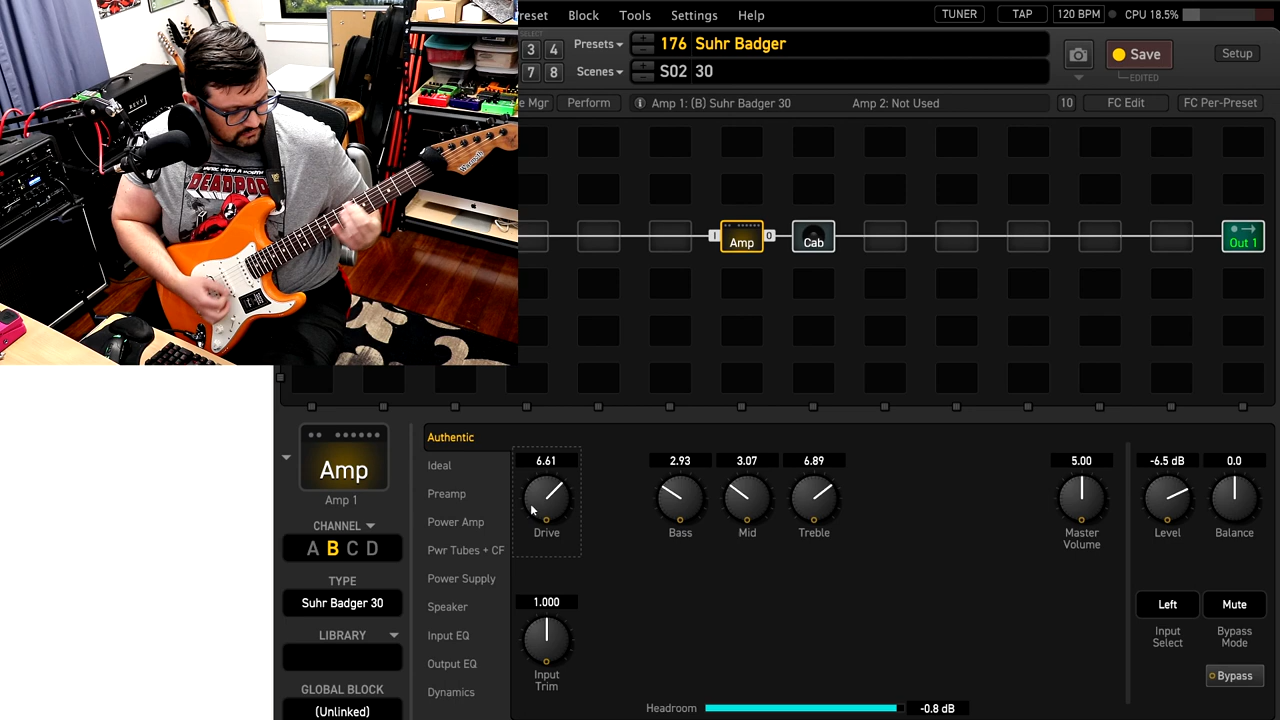 reset Block Tools Settings Help TUNER TAP 120 BPM CPU 18.5%
SELECT
3 4 Presets 176 Suhr Badger Save Setup
7 8 Scenes S02 30 EDITED
e Mgr Perform Amp 1: (B) Suhr Badger 30 Amp 2: Not Used 10 FC Edit FC Per-Preset
MERC WITH A MOUTH
DEADPOOL
Warmoth
REVV
I Amp O Cab Out 1
Amp
Amp 1
CHANNEL
A B C D
TYPE
Suhr Badger 30
LIBRARY
GLOBAL BLOCK
(Unlinked)
Authentic
Ideal
Preamp
Power Amp
Pwr Tubes + CF
Power Supply
Speaker
Input EQ
Output EQ
Dynamics
6.61 2.93 3.07 6.89 5.00 -6.5 dB 0.0
Drive Bass Mid Treble Master Volume Level Balance
1.000 Left Mute
Input Trim Input Select Bypass Mode
Bypass
Headroom -0.8 dB